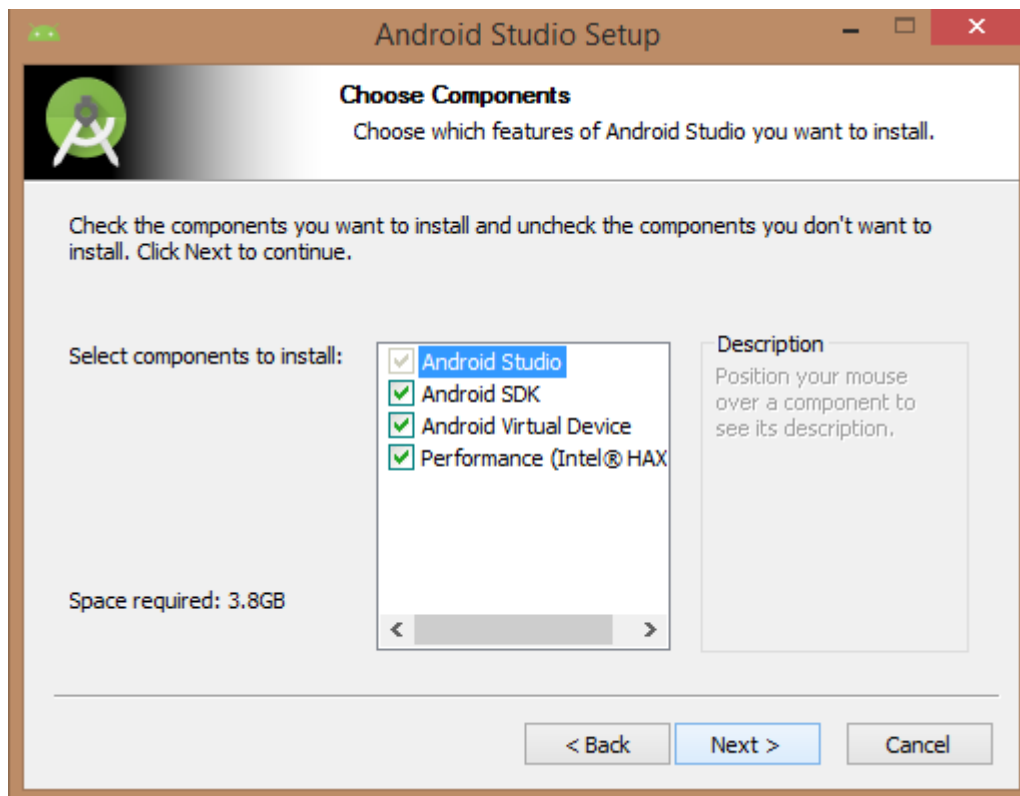 Android Studio Setup
Choose Components
Choose which features of Android Studio you want to install.
Check the components you want to install and uncheck the components you don't want to
install. Click Next to continue.
Select components to install:
Android Studio
Android SDK
Android Virtual Device
Performance (Intel® HAX
Description
Position your mouse
over a component to
see its description.
Space required: 3.8GB
< Back
Next >
Cancel